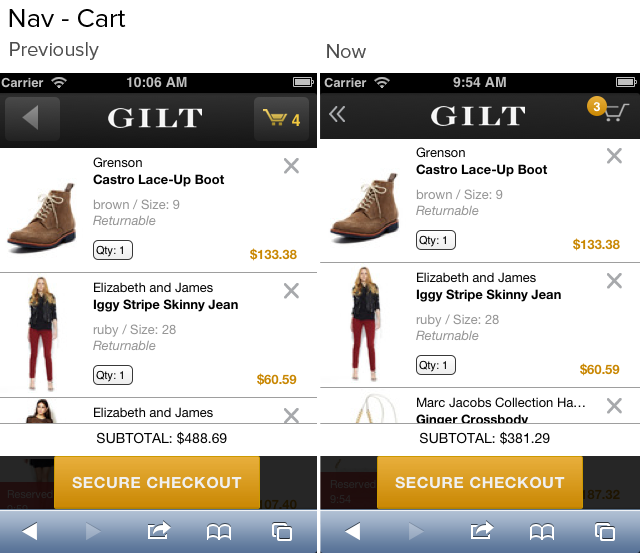 Nav - Cart
Previously
Carrier 10:06 AM
GILT 4
Grenson
Castro Lace-Up Boot
brown / Size: 9
Returnable
Qty: 1
$133.38
Elizabeth and James
Iggy Stripe Skinny Jean
ruby / Size: 28
Returnable
Qty: 1
$60.59
Elizabeth and James
SUBTOTAL: $488.69
Reserved
SECURE CHECKOUT
107.40
Now
Carrier 9:54 AM
GILT 3
Grenson
Castro Lace-Up Boot
brown / Size: 9
Returnable
Qty: 1
$133.38
Elizabeth and James
Iggy Stripe Skinny Jean
ruby / Size: 28
Returnable
Qty: 1
$60.59
Marc Jacobs Collection Ha...
Ginger Crossbody
SUBTOTAL: $381.29
Reserved
9:54
SECURE CHECKOUT
187.32